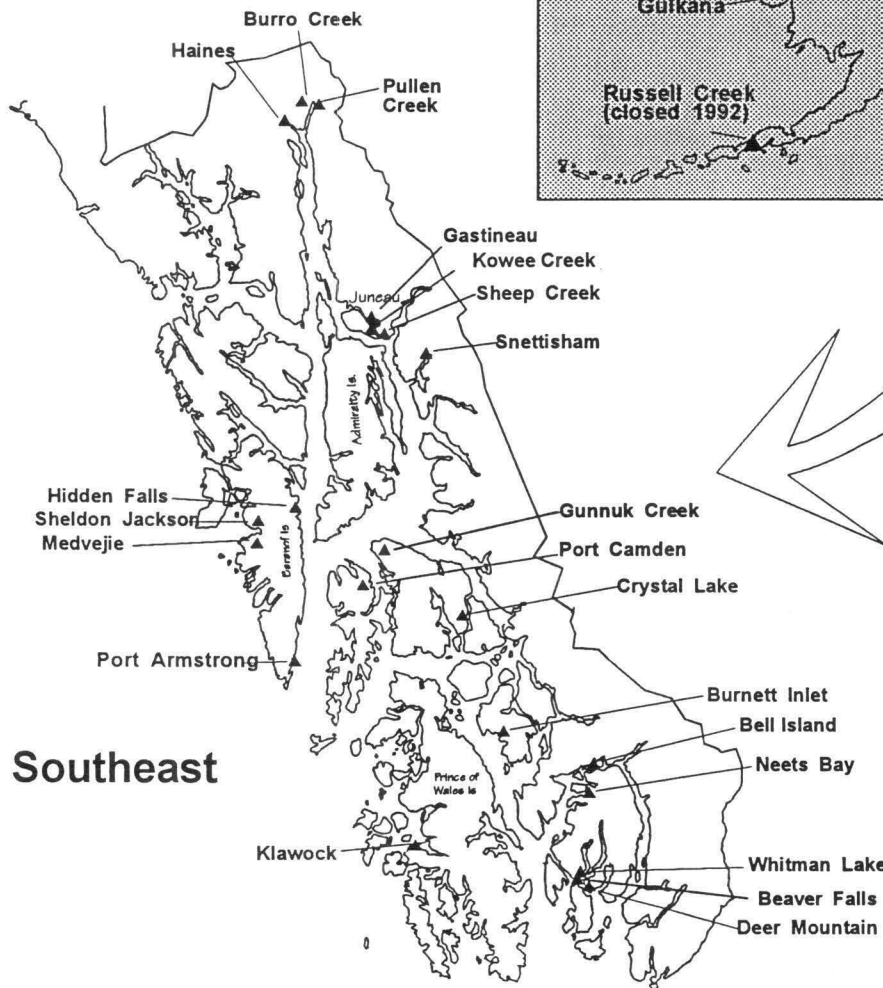 Gulkana
Russell Creek
(closed 1992)
Burro Creek
Haines
Pullen
Creek
Gastineau
Kowee Creek
Juneau
Sheep Creek
Snettisham
Admiralty Is.
Hidden Falls
Sheldon Jackson
Medvejie
Baranof Is
Gunnuk Creek
Port Camden
Crystal Lake
Port Armstrong
Burnett Inlet
Bell Island
Neets Bay
Southeast
Prince of
Wales Is
Klawock
Whitman Lake
Beaver Falls
Deer Mountain